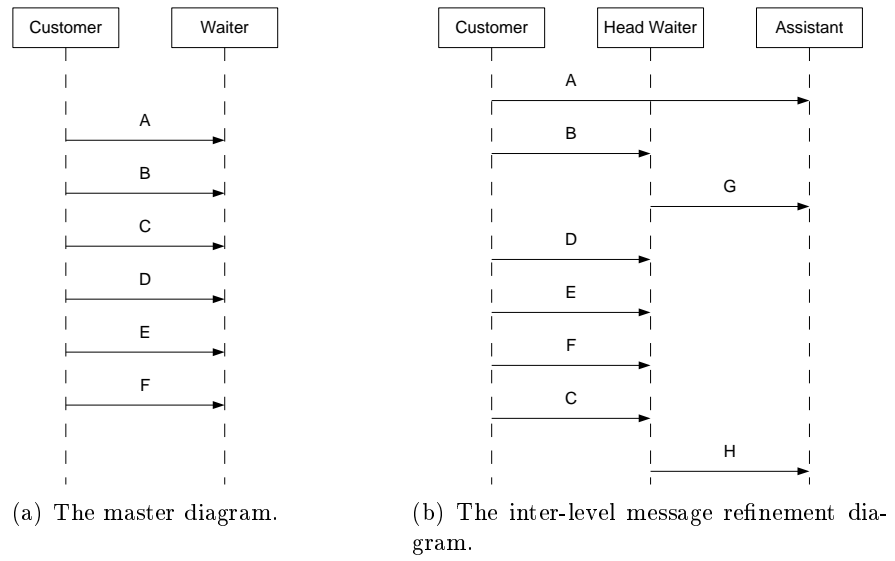 Customer
Waiter
A
B
C
D
E
F
(a) The master diagram.
Customer
Head Waiter
Assistant
A
B
G
D
E
F
C
H
(b) The inter-level message refinement dia-
gram.